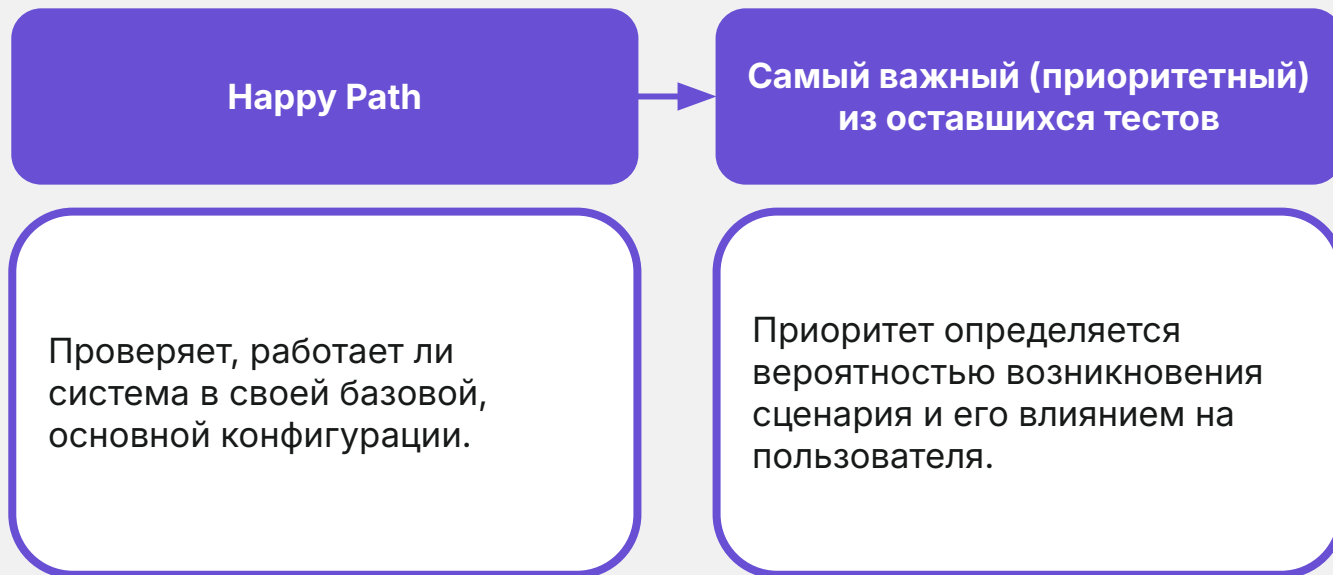 Happy Path
Самый важный (приоритетный)
из оставшихся тестов
Проверяет, работает ли
система в своей базовой,
основной конфигурации.
Приоритет определяется
вероятностью возникновения
сценария и его влиянием на
пользователя.